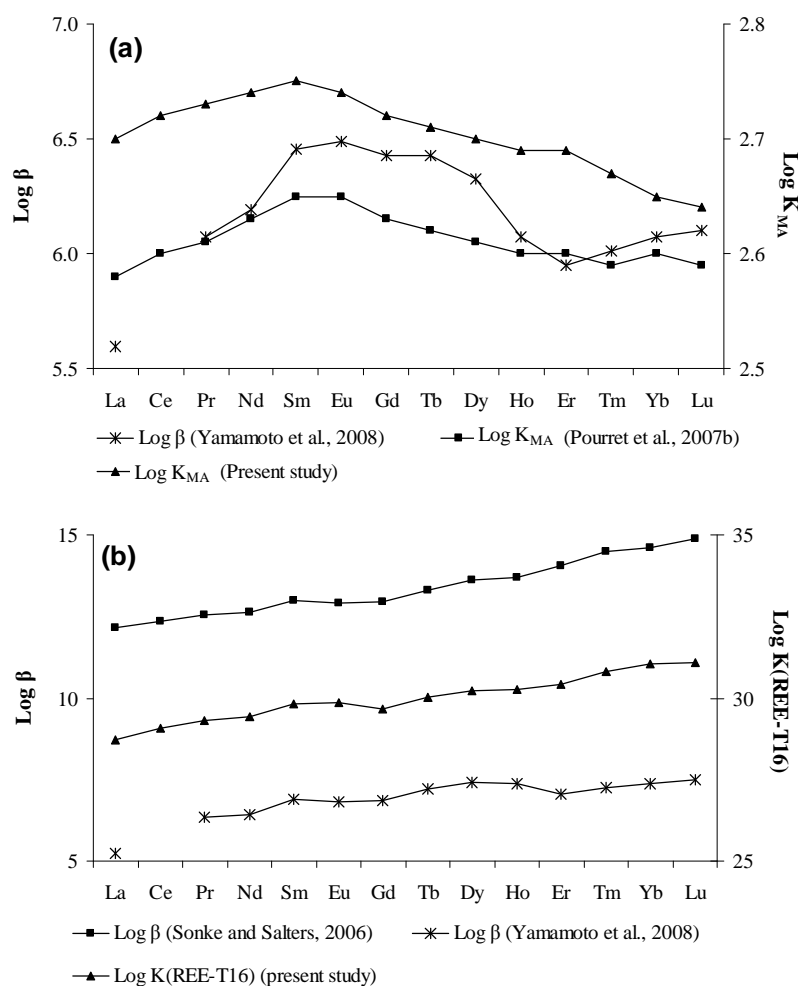 (a)
7.0
6.5
6.0
5.5
Log β
2.8
2.7
2.6
2.5
Log K_MA
La Ce Pr Nd Sm Eu Gd Tb Dy Ho Er Tm Yb Lu
Log β (Yamamoto et al., 2008)
Log K_MA (Pourret et al., 2007b)
Log K_MA (Present study)
(b)
15
10
5
Log β
35
30
25
Log K(REE-T16)
La Ce Pr Nd Sm Eu Gd Tb Dy Ho Er Tm Yb Lu
Log β (Sonke and Salters, 2006)
Log β (Yamamoto et al., 2008)
Log K(REE-T16) (present study)